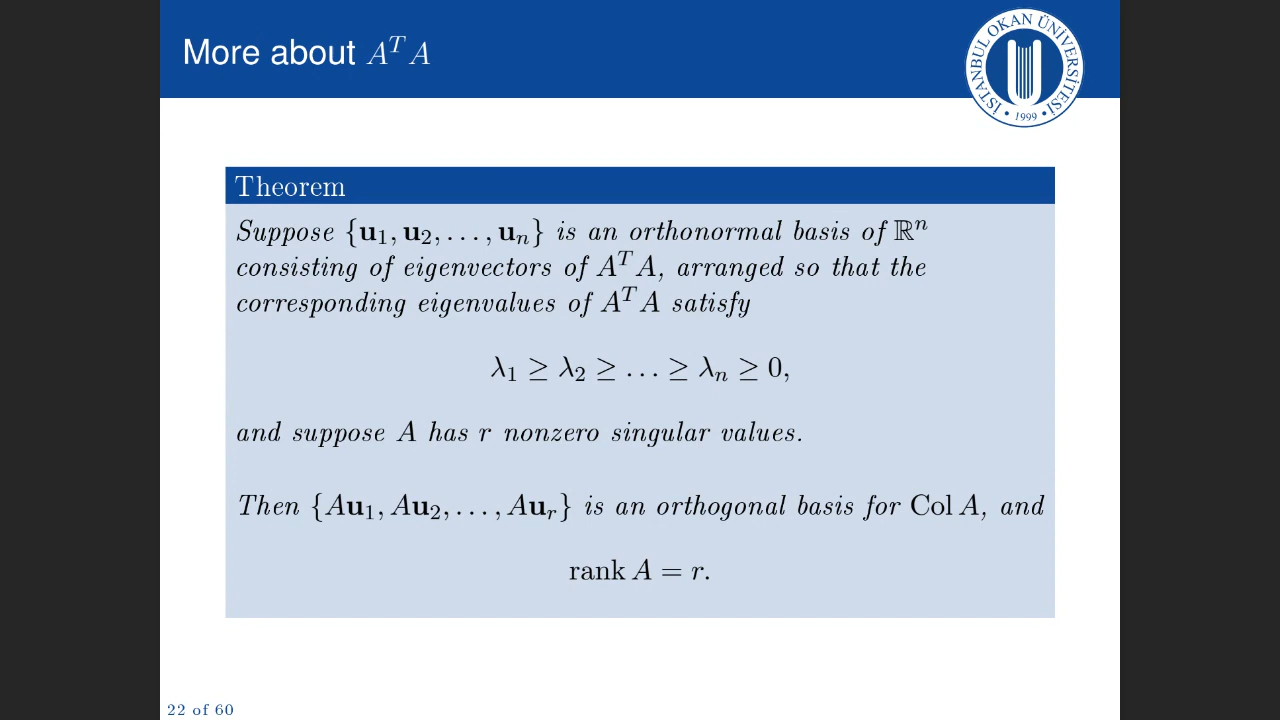 More about AᵀA
İSTANBUL OKAN ÜNİVERSİTESİ
• 1999 •
Theorem
Suppose {u₁, u₂, . . . , uₙ} is an orthonormal basis of ℝⁿ
consisting of eigenvectors of AᵀA, arranged so that the
corresponding eigenvalues of AᵀA satisfy
λ₁ ≥ λ₂ ≥ . . . ≥ λₙ ≥ 0,
and suppose A has r nonzero singular values.
Then {Au₁, Au₂, . . . , Auᵣ} is an orthogonal basis for Col A, and
rank A = r.
22 of 60